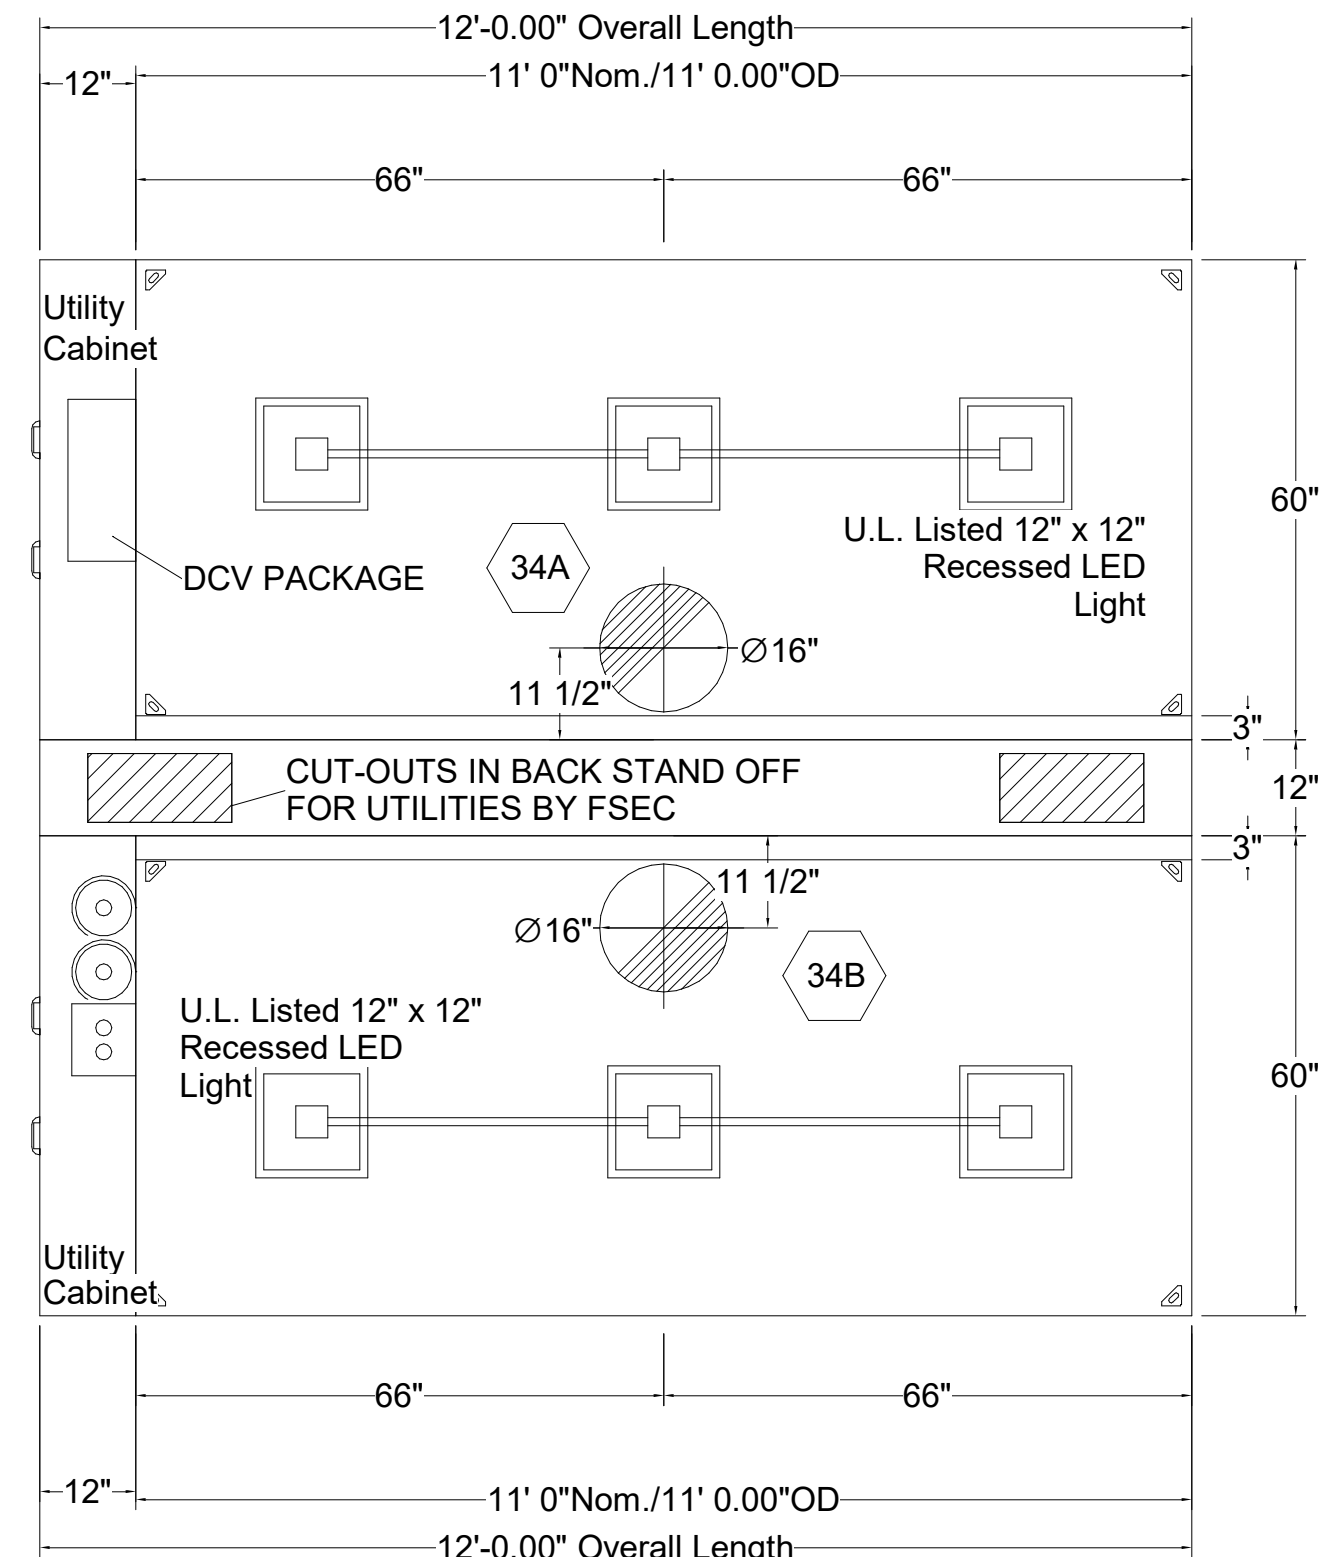 12'-0.00" Overall Length
12"
11' 0"Nom./11' 0.00"OD
66"
66"
Utility
Cabinet
60"
U.L. Listed 12" x 12"
Recessed LED
Light
34A
DCV PACKAGE
Ø16"
11 1/2"
3"
CUT-OUTS IN BACK STAND OFF
FOR UTILITIES BY FSEC
12"
3"
11 1/2"
Ø16"
34B
U.L. Listed 12" x 12"
Recessed LED
Light
60"
Utility
Cabinet
66"
66"
12"
11' 0"Nom./11' 0.00"OD
12'-0.00" Overall Length